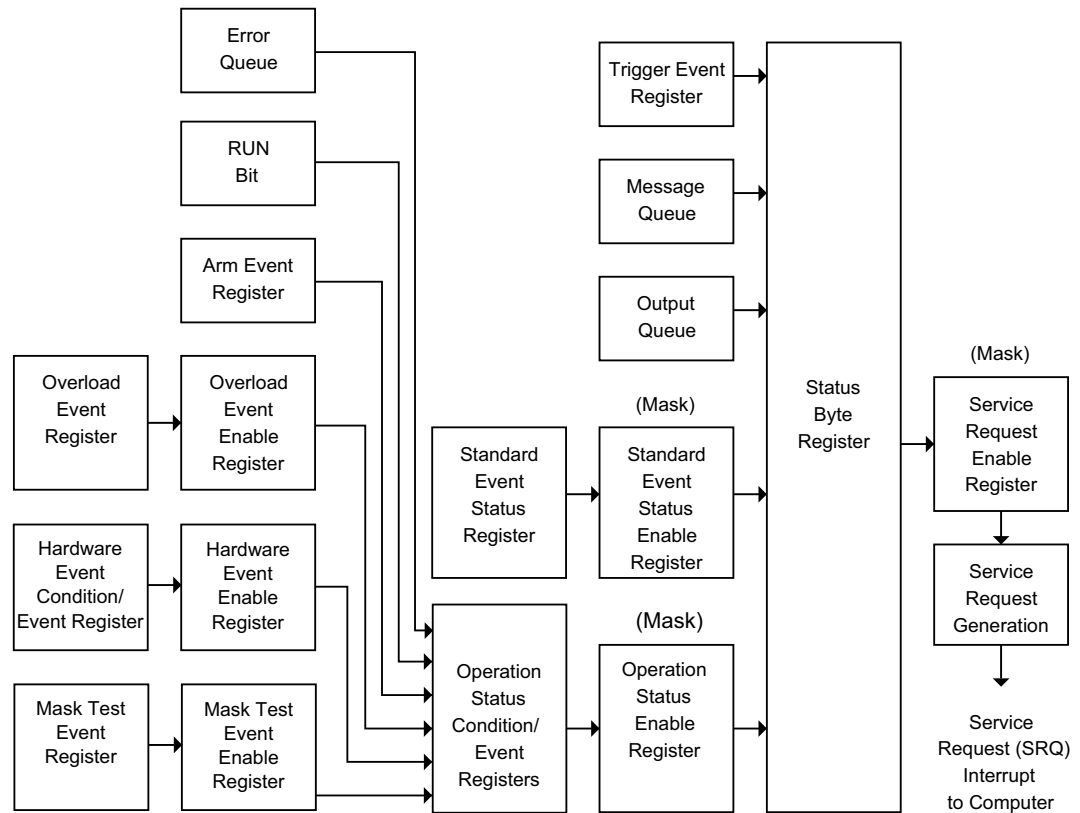 Error
Queue
RUN
Bit
Arm Event
Register
Overload
Event
Register
Overload
Event
Enable
Register
Hardware
Event
Condition/
Event Register
Hardware
Event
Enable
Register
Mask Test
Event
Register
Mask Test
Event
Enable
Register
Trigger Event
Register
Message
Queue
Output
Queue
Standard
Event
Status
Register
(Mask)
Standard
Event
Status
Enable
Register
Operation
Status
Condition/
Event
Registers
(Mask)
Operation
Status
Enable
Register
Status
Byte
Register
(Mask)
Service
Request
Enable
Register
Service
Request
Generation
Service
Request (SRQ)
Interrupt
to Computer